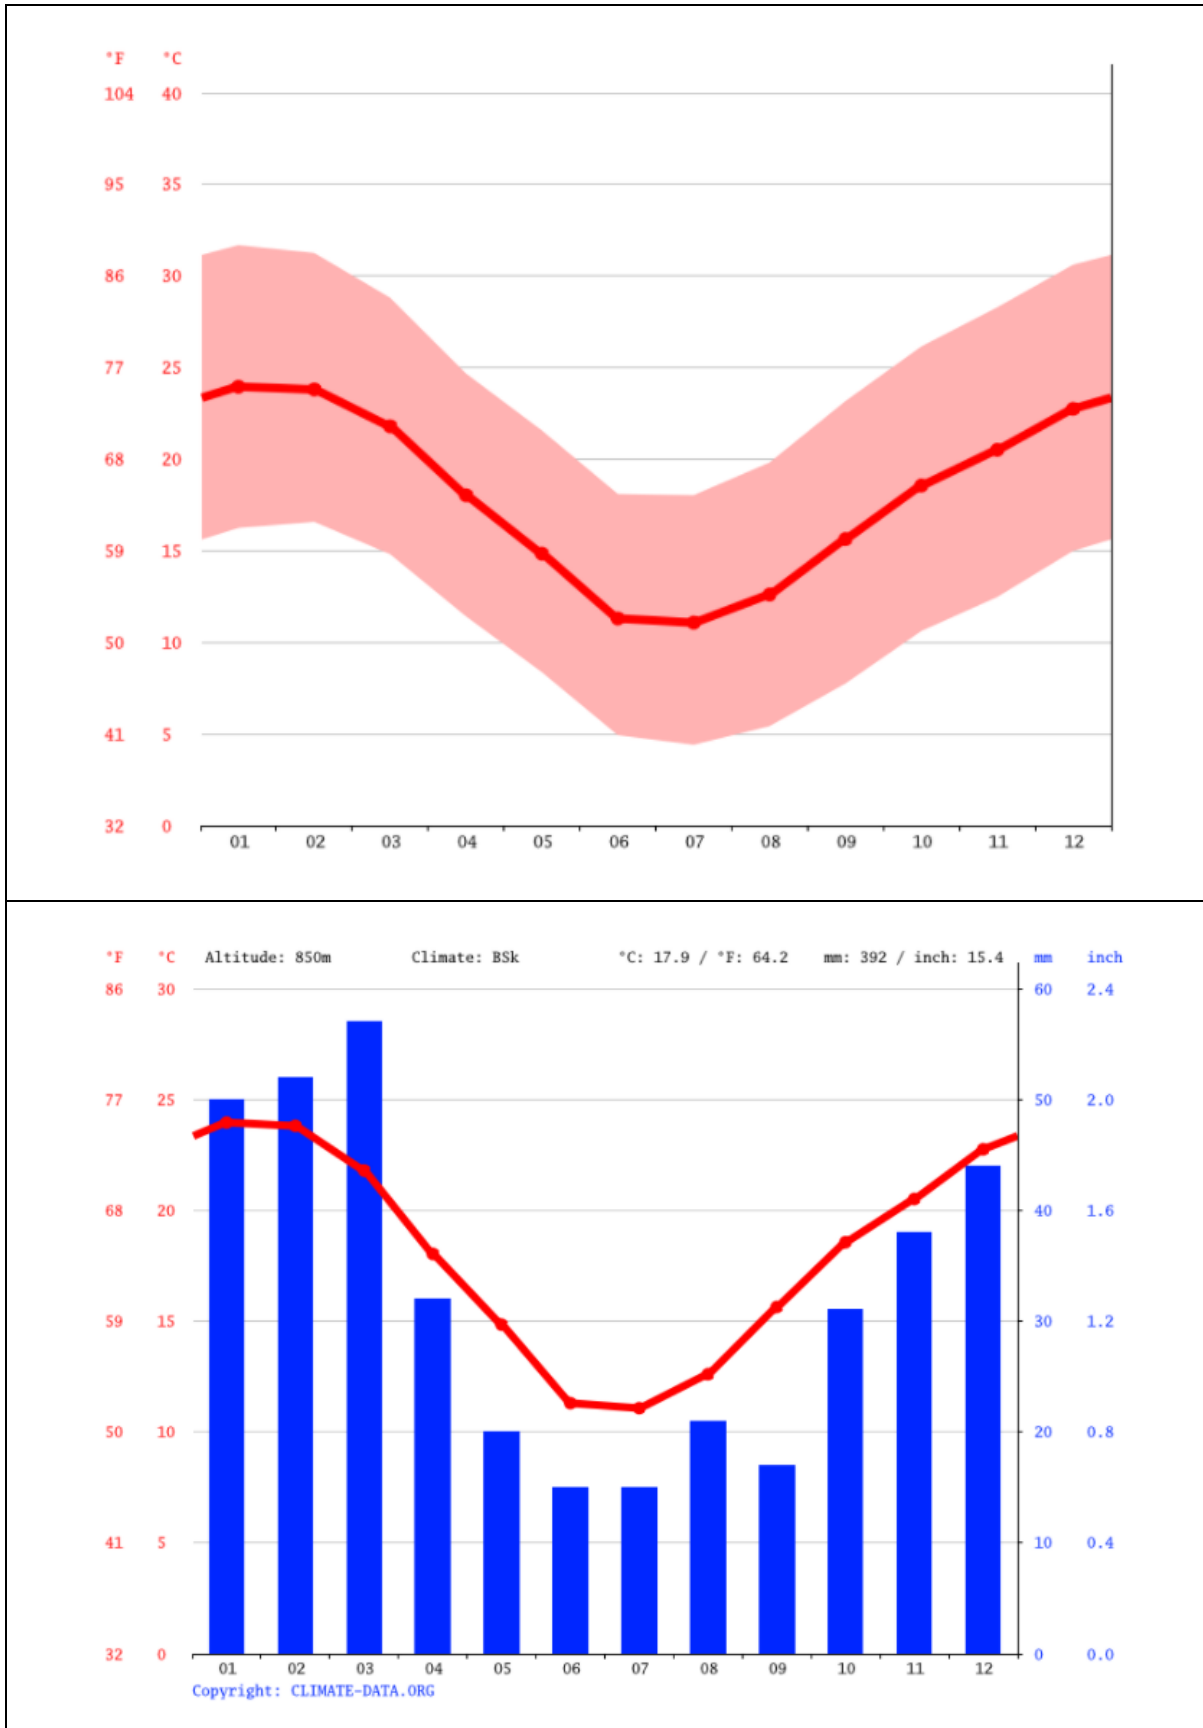 °F °C
104 40
95 35
86 30
77 25
68 20
59 15
50 10
41 5
32 0
01 02 03 04 05 06 07 08 09 10 11 12
°F °C Altitude: 850m Climate: BSk °C: 17.9 / °F: 64.2 mm: 392 / inch: 15.4 mm inch
86 30 60 2.4
77 25 50 2.0
68 20 40 1.6
59 15 30 1.2
50 10 20 0.8
41 5 10 0.4
32 0 0 0.0
01 02 03 04 05 06 07 08 09 10 11 12
Copyright: CLIMATE-DATA.ORG